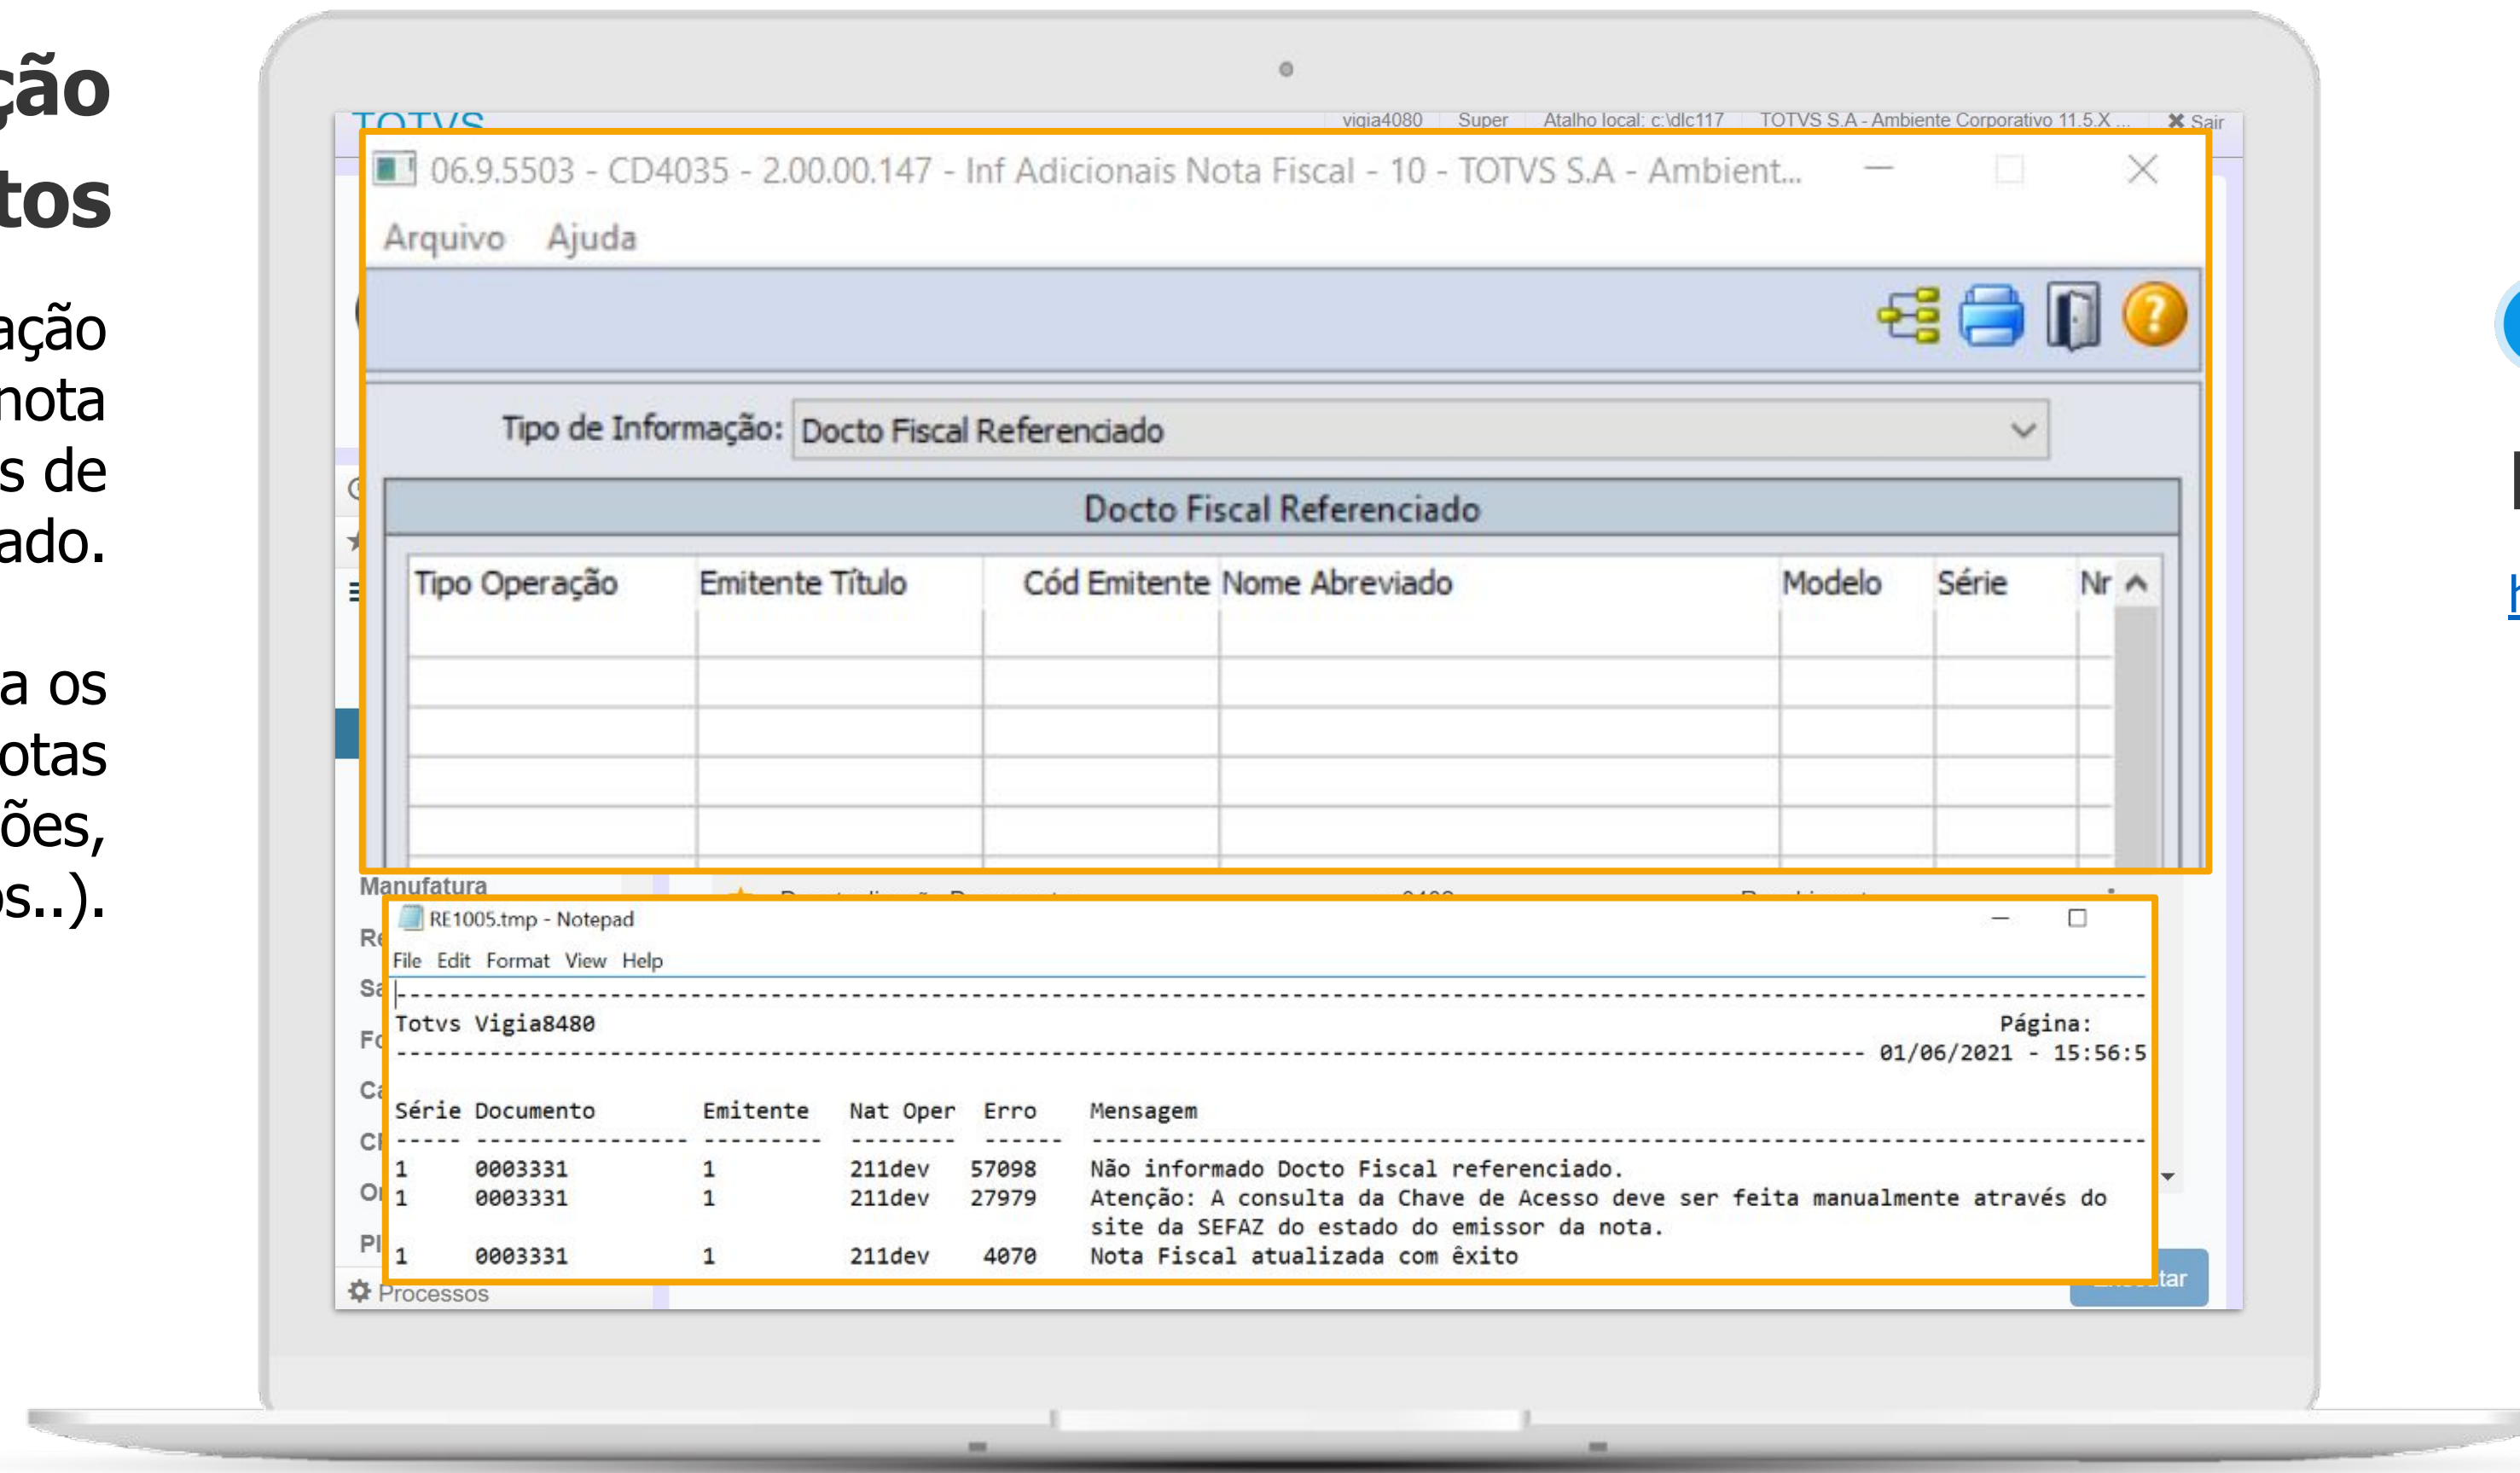 ção
tos
ação
nota
s de
ado.
a os
otas
ões,
os..).
TOTVS
vigia4080 Super Atalho local: c:\dlc117 TOTVS S.A - Ambiente Corporativo 11.5.X ... Sair
06.9.5503 - CD4035 - 2.00.00.147 - Inf Adicionais Nota Fiscal - 10 - TOTVS S.A - Ambient...
Arquivo Ajuda
Tipo de Informação: Docto Fiscal Referenciado
Docto Fiscal Referenciado
Tipo Operação Emitente Título Cód Emitente Nome Abreviado Modelo Série Nr
Manufatura
RE1005.tmp - Notepad
File Edit Format View Help
Totvs Vigia8480 Página:
01/06/2021 - 15:56:5
Série Documento Emitente Nat Oper Erro Mensagem
----- ---------------- --------- -------- ------ --------------------------------------------------------------------------------
1 0003331 1 211dev 57098 Não informado Docto Fiscal referenciado.
1 0003331 1 211dev 27979 Atenção: A consulta da Chave de Acesso deve ser feita manualmente através do
site da SEFAZ do estado do emissor da nota.
1 0003331 1 211dev 4070 Nota Fiscal atualizada com êxito
Processos